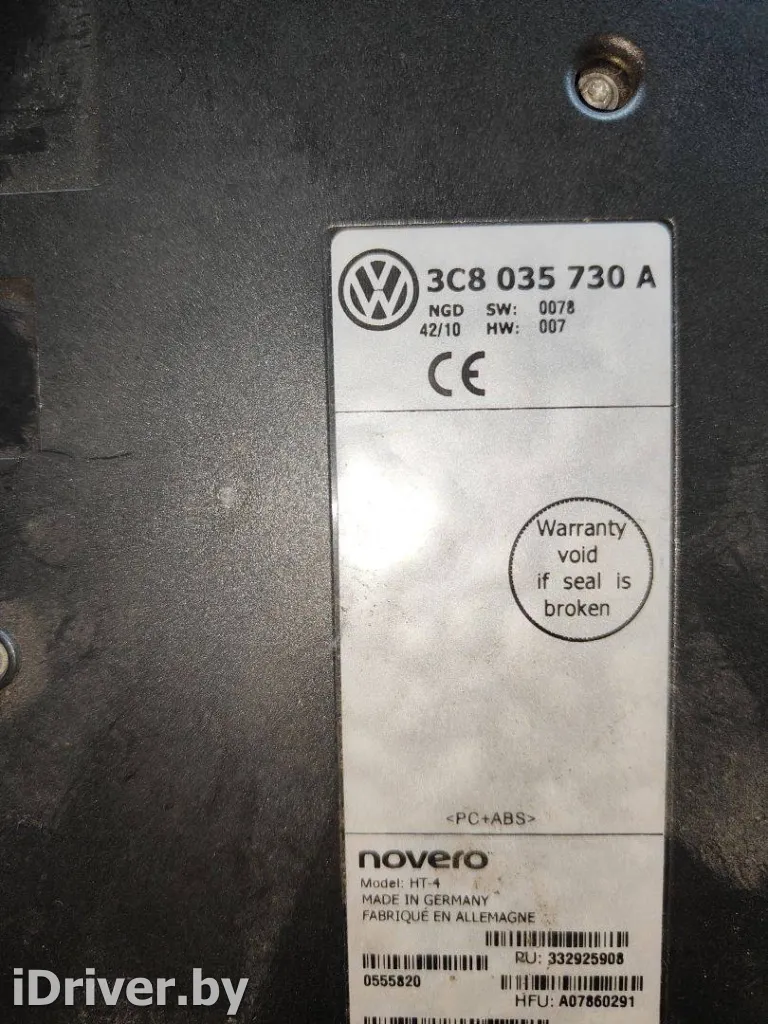 3C8 035 730 A
NGD SW: 0078
42/10 HW: 007
CE
Warranty
void
if seal is
broken
<PC+ABS>
novero
Model: HT-4
MADE IN GERMANY
FABRIQUÉ EN ALLEMAGNE
RU: 332925908
0555820
HFU: A07860291
iDriver.by